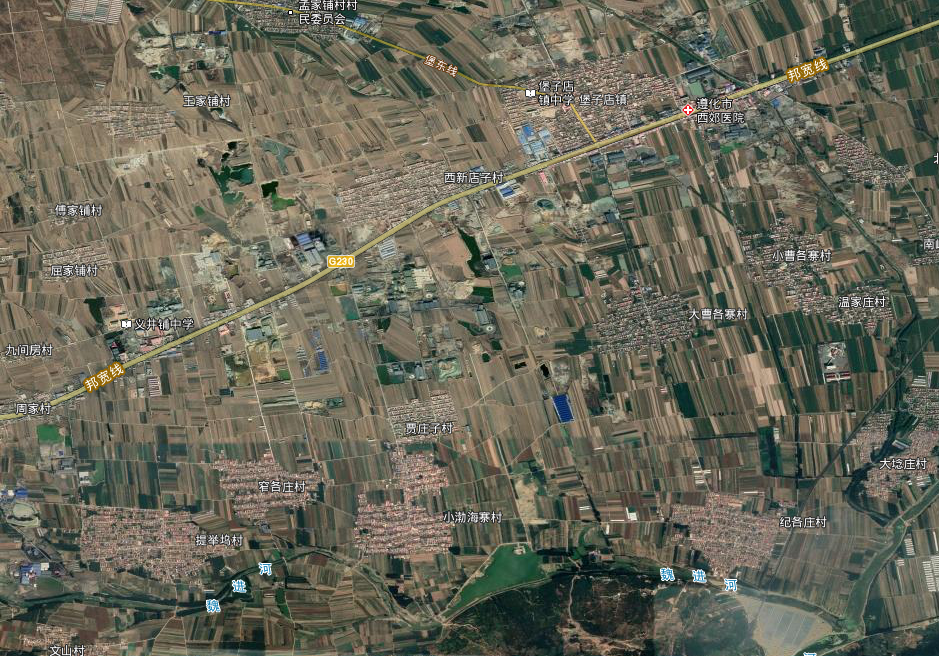 孟家铺村村
民委员会
堡东线
邦宽线
堡子店
镇中学
堡子店镇
王家铺村
遵化市
西郊医院
西新店子村
傅家铺村
小曹各寨村
南
屈家铺村
G230
温家庄村
大曹各寨村
义井铺中学
九间房村
邦宽线
周家村
贾庄子村
大埝庄村
窄各庄村
小渤海寨村
纪各庄村
提举坞村
魏进河
魏进河
文山村